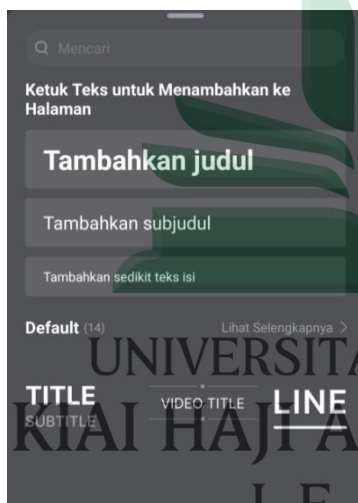 Mencari
Ketuk Teks untuk Menambahkan ke
Halaman
Tambahkan judul
Tambahkan subjudul
Tambahkan sedikit teks isi
Default (14)
Lihat Selengkapnya >
UNIVERSITA
TITLE
SUBTITLE
VIDEO TITLE
LINE
KIAI HAJI A